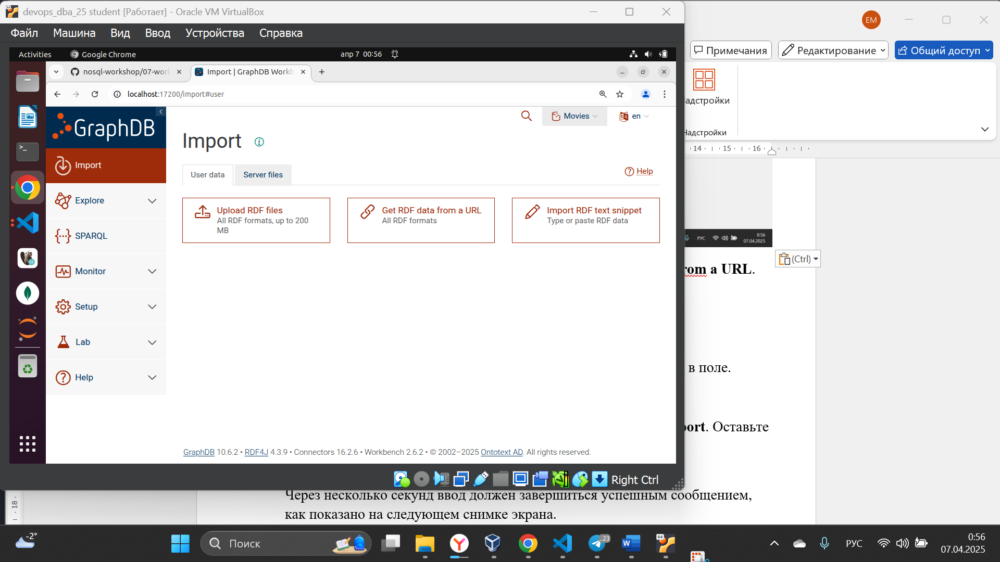 devops_dba_25 student [Работает] - Oracle VM VirtualBox
Файл Машина Вид Ввод Устройства Справка
Activities Google Chrome апр 7 00:56
nosql-workshop/07-work Import | GraphDB Workb
localhost:17200/import#user
GraphDB
Import
Explore
SPARQL
Monitor
Setup
Lab
Help
Movies en
Import
User data Server files Help
Upload RDF files
All RDF formats, up to 200
MB
Get RDF data from a URL
All RDF formats
Import RDF text snippet
Type or paste RDF data
GraphDB 10.6.2 • RDF4J 4.3.9 • Connectors 16.2.6 • Workbench 2.6.2 • © 2002–2025 Ontotext AD. All rights reserved.
Right Ctrl
EM
Примечания Редактирование Общий доступ
адстройки
Надстройки
14 15 16
РУС 0:56
07.04.2025
(Ctrl)
rom a URL.
в поле.
port. Оставьте
18
Через несколько секунд ввод должен завершиться успешным сообщением,
как показано на следующем снимке экрана.
-2°
Поиск
64
..23
64
РУС
0:56
07.04.2025